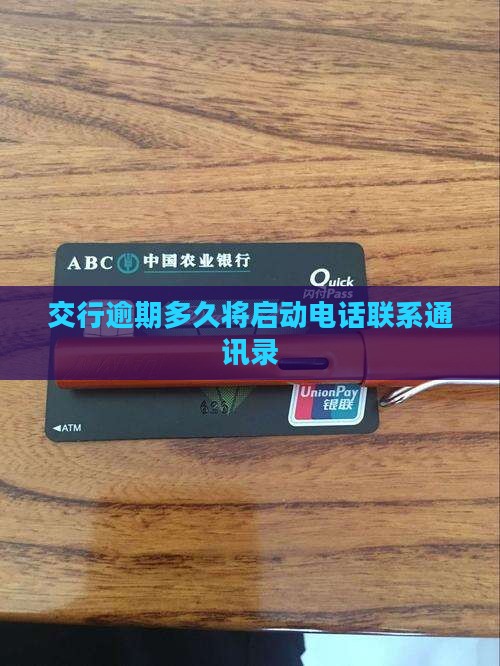 ABC 中国农业银行
Quick
闪付Pass
交行逾期多久将启动电话联系通
讯录
UnionPay
银联
◄ATM